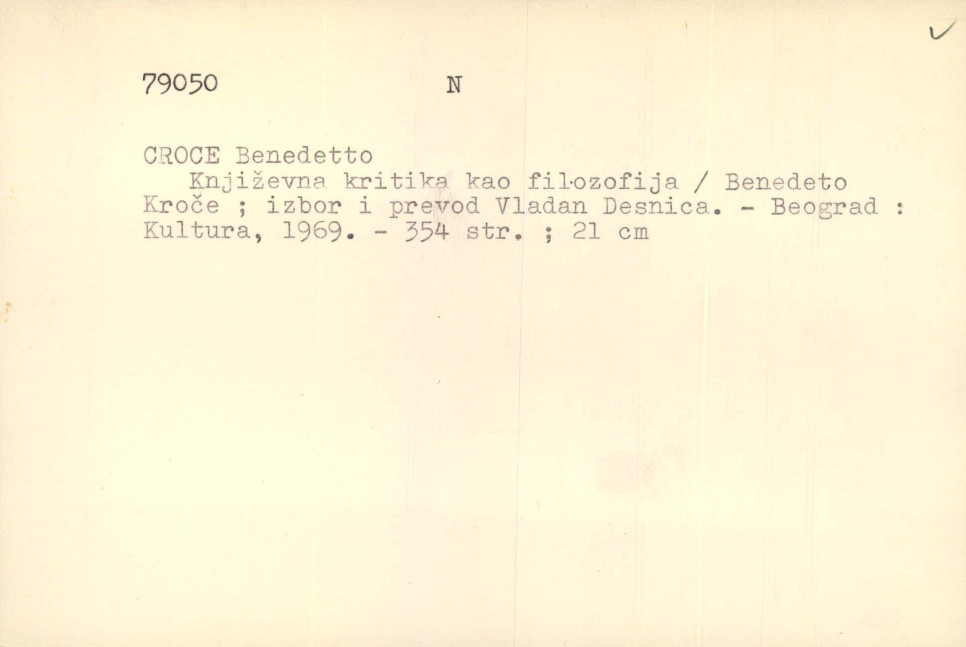 79050 N
CROCE Benedetto
Književna kritika kao filozofija / Benedeto
Kroče ; izbor i prevod Vladan Desnica. - Beograd :
Kultura, 1969. - 354 str. ; 21 cm